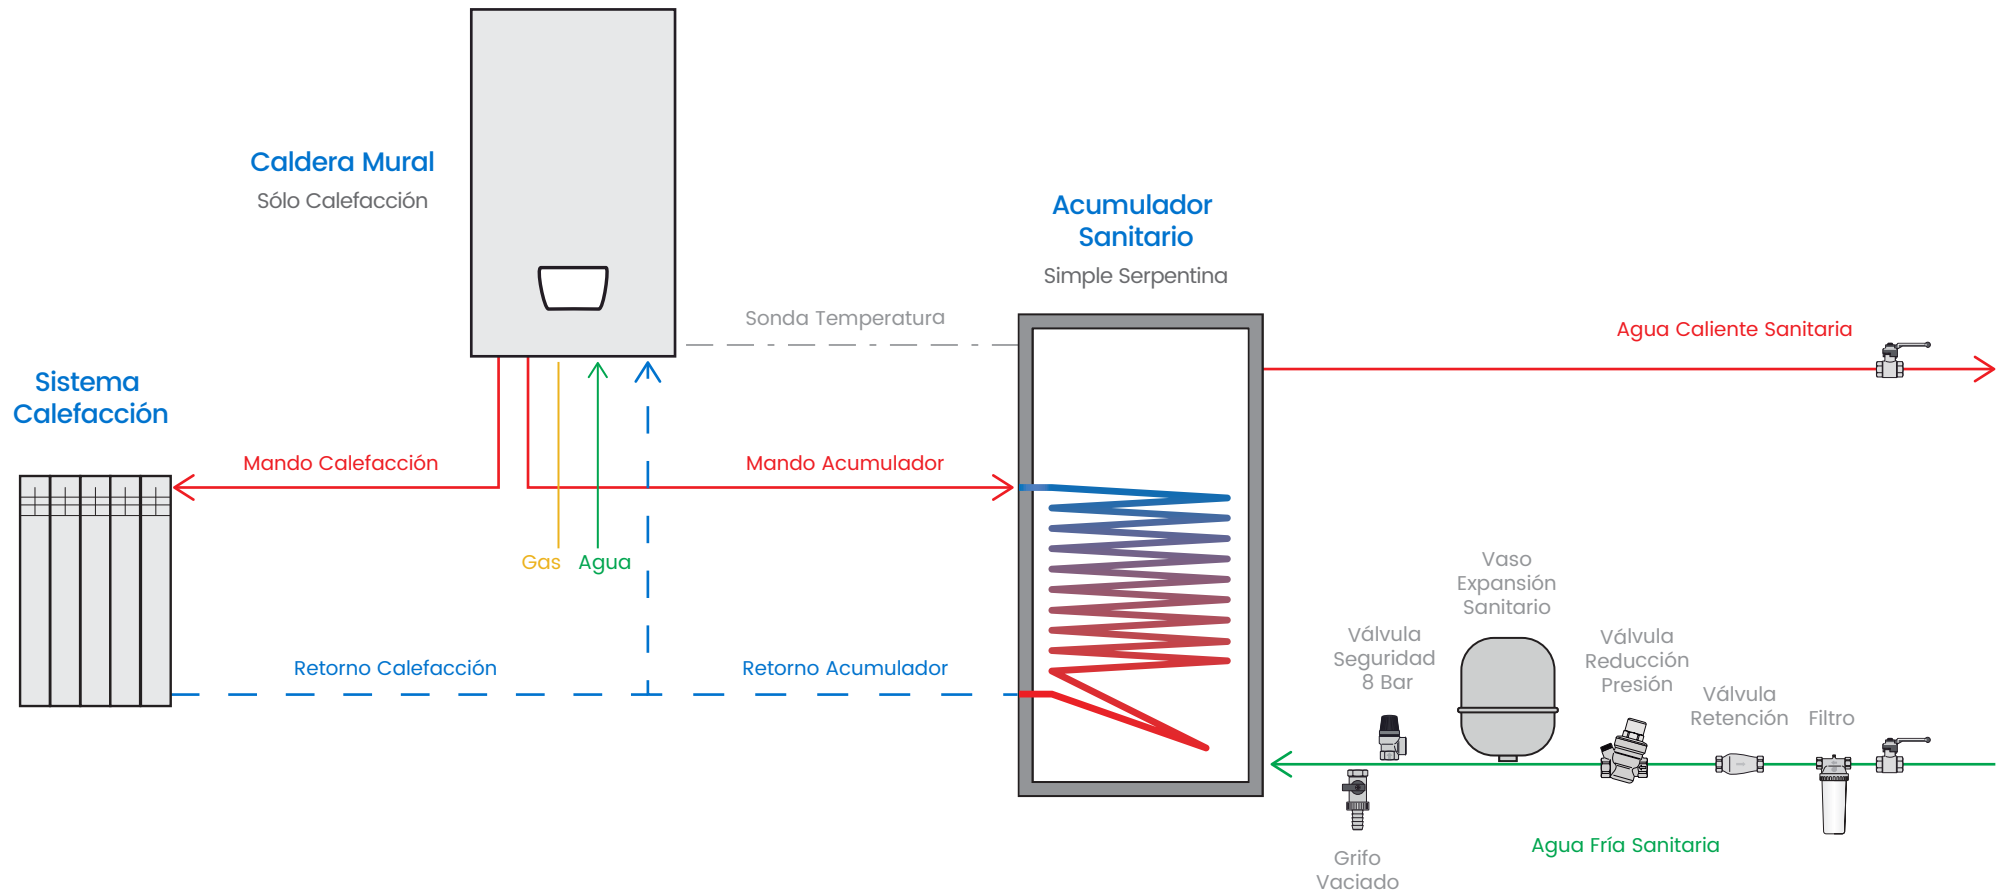 Caldera Mural
Sólo Calefacción
Acumulador
Sanitario
Simple Serpentina
Sonda Temperatura
Agua Caliente Sanitaria
Sistema
Calefacción
Mando Calefacción
Mando Acumulador
Gas
Agua
Retorno Calefacción
Retorno Acumulador
Vaso
Expansión
Sanitario
Válvula
Seguridad
8 Bar
Válvula
Reducción
Presión
Válvula
Retención
Filtro
Agua Fría Sanitaria
Grifo
Vaciado